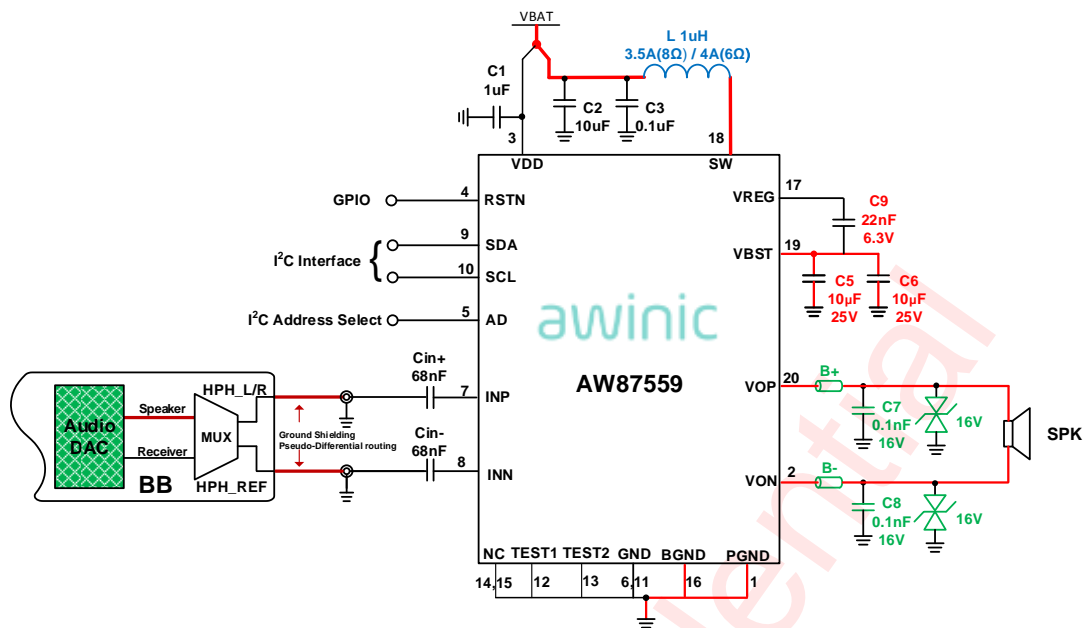 VBAT
L 1uH
3.5A(8Ω) / 4A(6Ω)
C1
1uF
C2
10uF
C3
0.1uF
3
18
VDD
SW
GPIO
4
RSTN
17
VREG
C9
22nF
6.3V
I²C Interface
9
SDA
10
SCL
19
VBST
C5
10µF
25V
C6
10µF
25V
I²C Address Select
5
AD
awinic
AW87559
Cin+
68nF
7
INP
Cin-
68nF
8
INN
HPH_L/R
Audio
DAC
Speaker
Receiver
MUX
BB
HPH_REF
Ground Shielding
Pseudo-Differential routing
20
VOP
B+
C7
0.1nF
16V
16V
SPK
2
VON
B-
C8
0.1nF
16V
16V
NC
TEST1
TEST2
GND
BGND
PGND
14,15
12
13
6,11
16
1